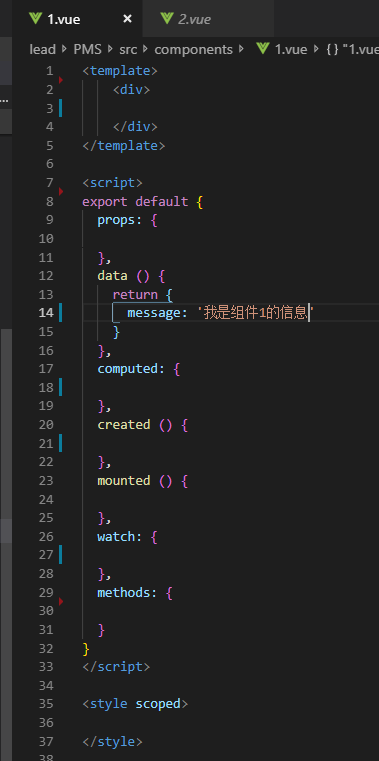 1.vue × 2.vue
lead > PMS > src > components > 1.vue > {} "1.vue
1 <template>
2 <div>
3
4 </div>
5 </template>
6
7 <script>
8 export default {
9 props: {
10
11 },
12 data () {
13 return {
14 message: '我是组件1的信息'
15 }
16 },
17 computed: {
18
19 },
20 created () {
21
22 },
23 mounted () {
24
25 },
26 watch: {
27
28 },
29 methods: {
30
31 }
32 }
33 </script>
34
35 <style scoped>
36
37 </style>
38